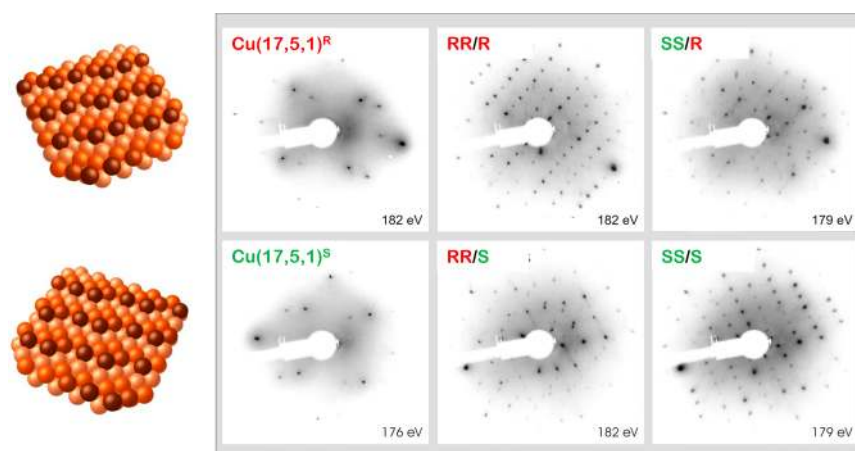 Cu(17,5,1)ᴿ
RR/R
SS/R
182 eV
182 eV
179 eV
Cu(17,5,1)ˢ
RR/S
SS/S
176 eV
182 eV
179 eV